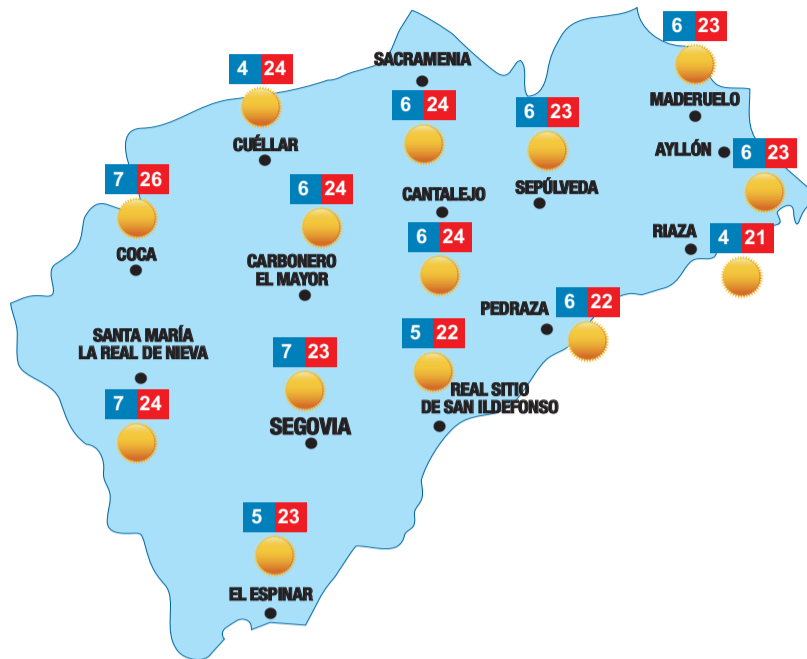 6 23
MADERUELO
SACRAMENIA
6 24
4 24
CUÉLLAR
6 23
SEPÚLVEDA
AYLLÓN
6 23
7 26
COCA
6 24
CARBONERO
EL MAYOR
CANTALEJO
6 24
RIAZA
4 21
PEDRAZA
6 22
SANTA MARÍA
LA REAL DE NIEVA
7 24
7 23
SEGOVIA
5 22
REAL SITIO
DE SAN ILDEFONSO
5 23
EL ESPINAR